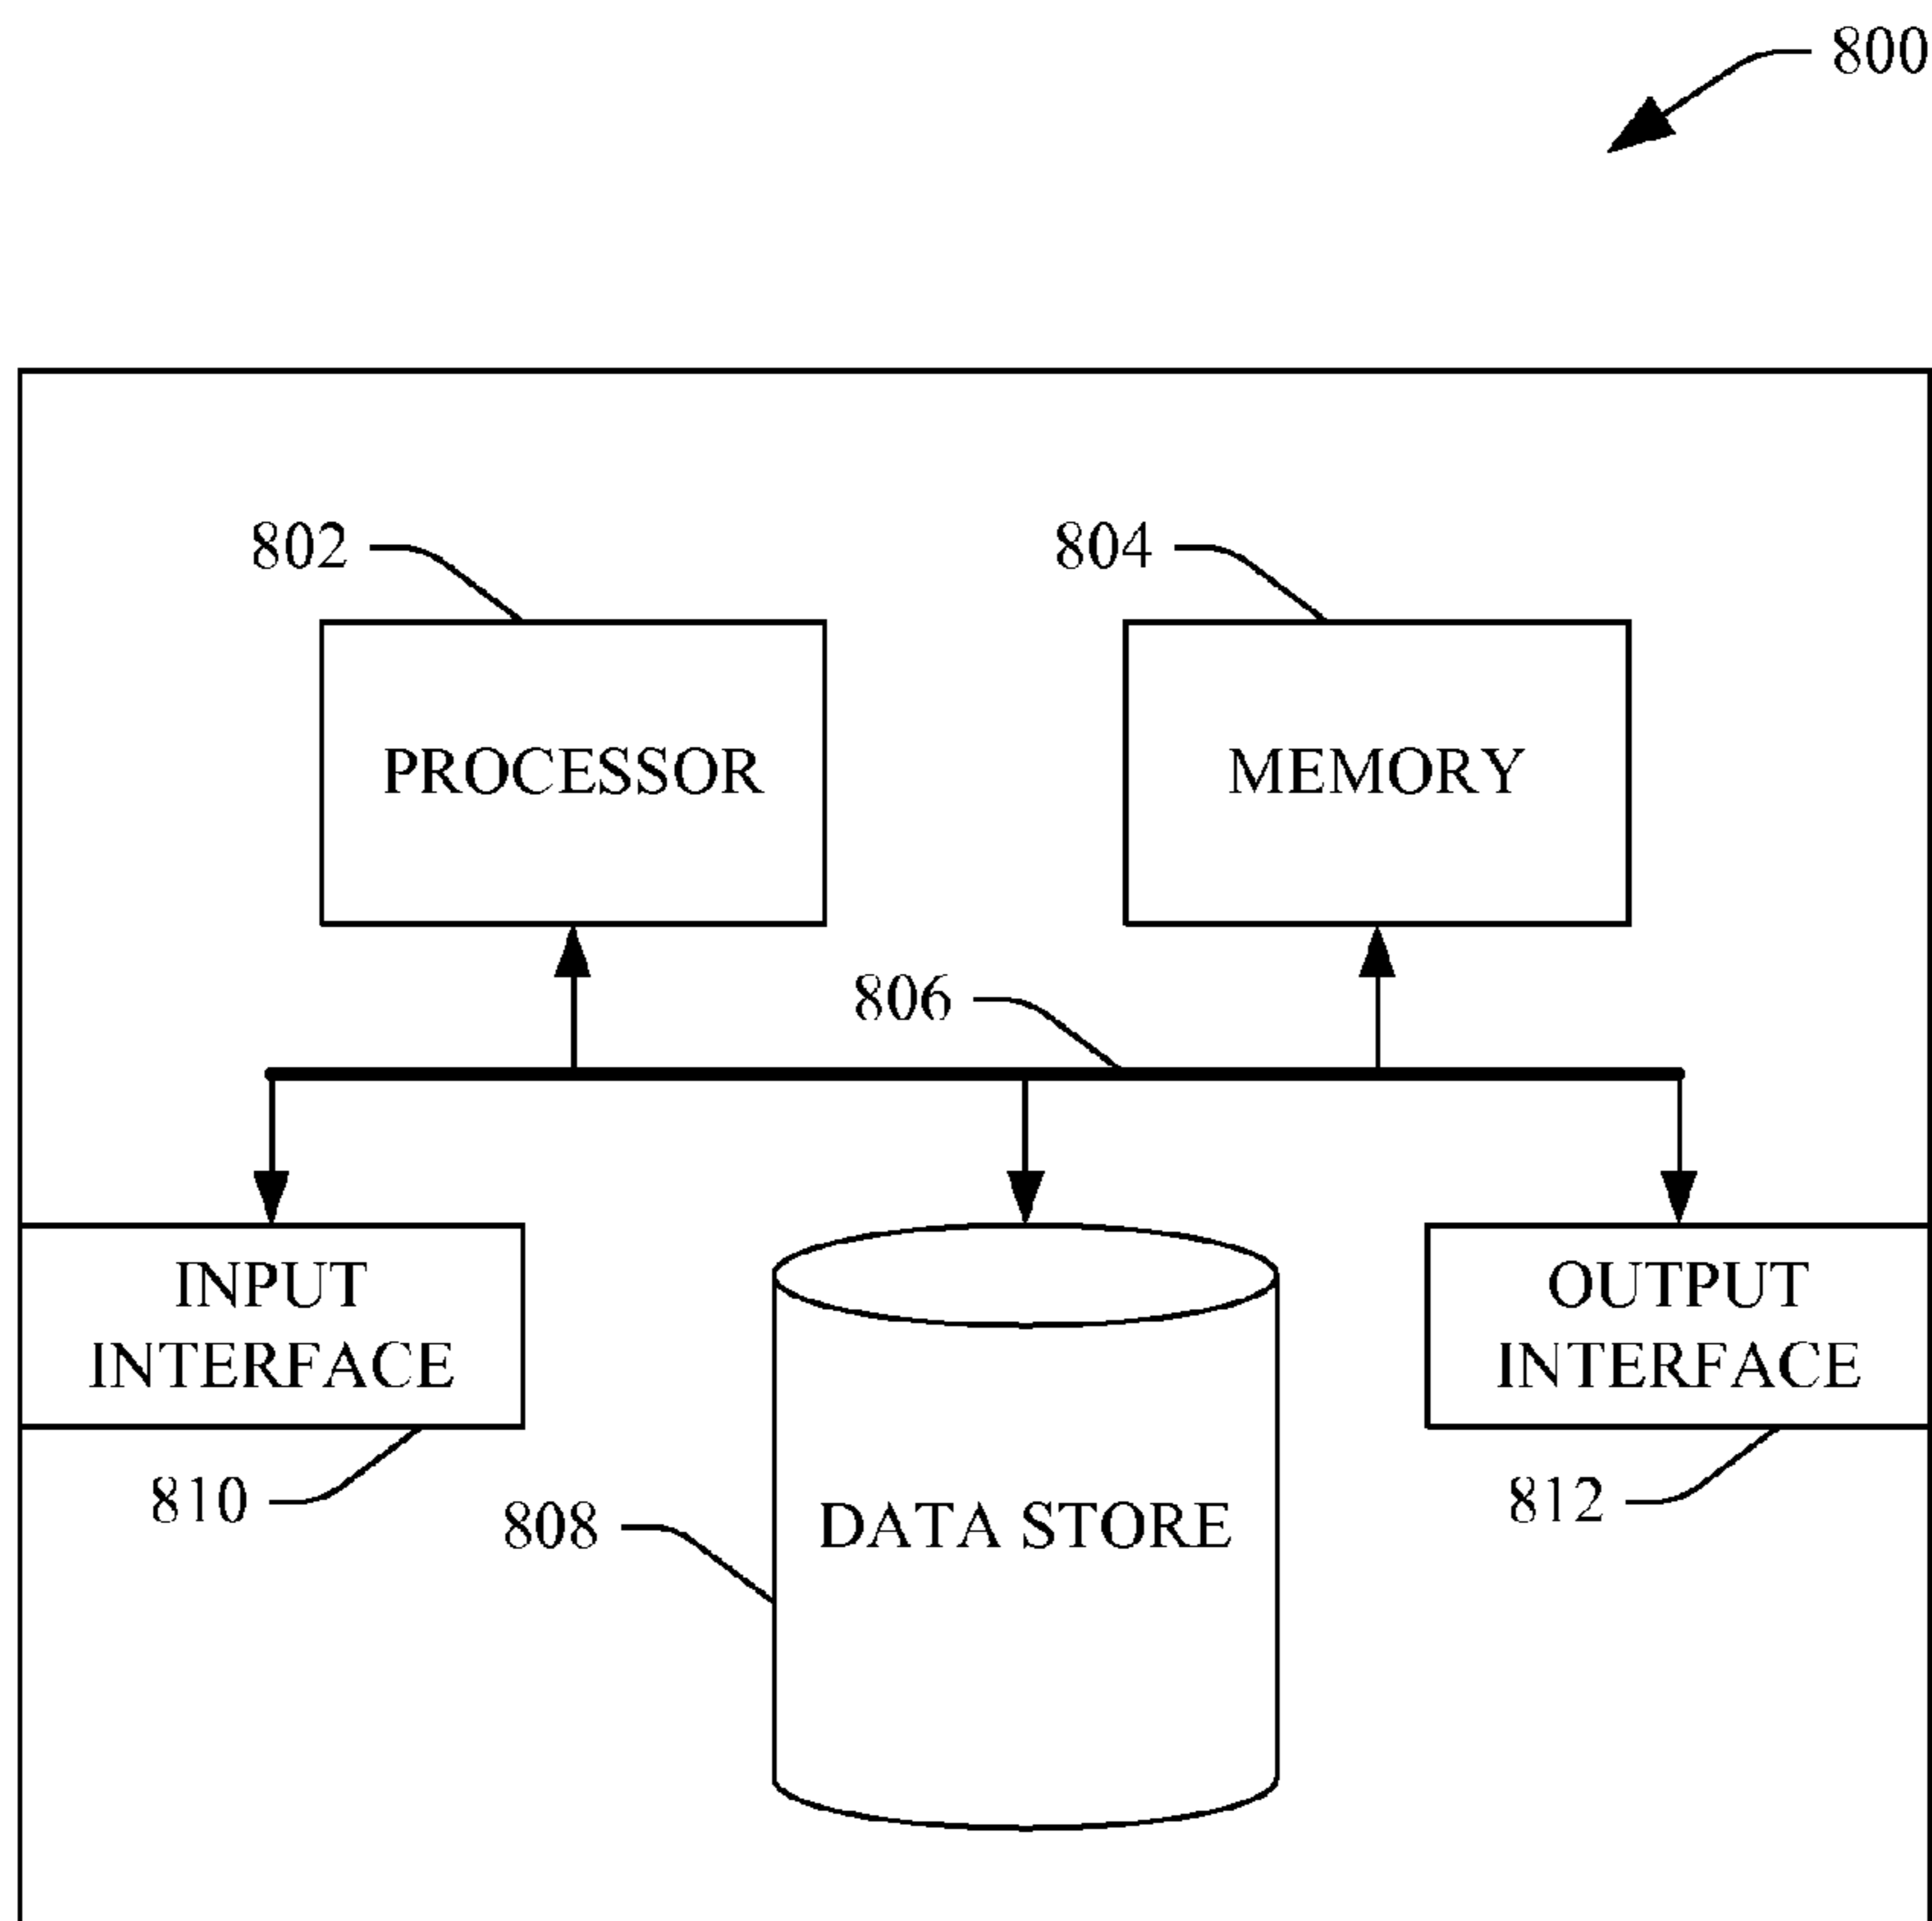 800
802
804
PROCESSOR
MEMORY
806
INPUT
INTERFACE
OUTPUT
INTERFACE
810
808
DATA STORE
812